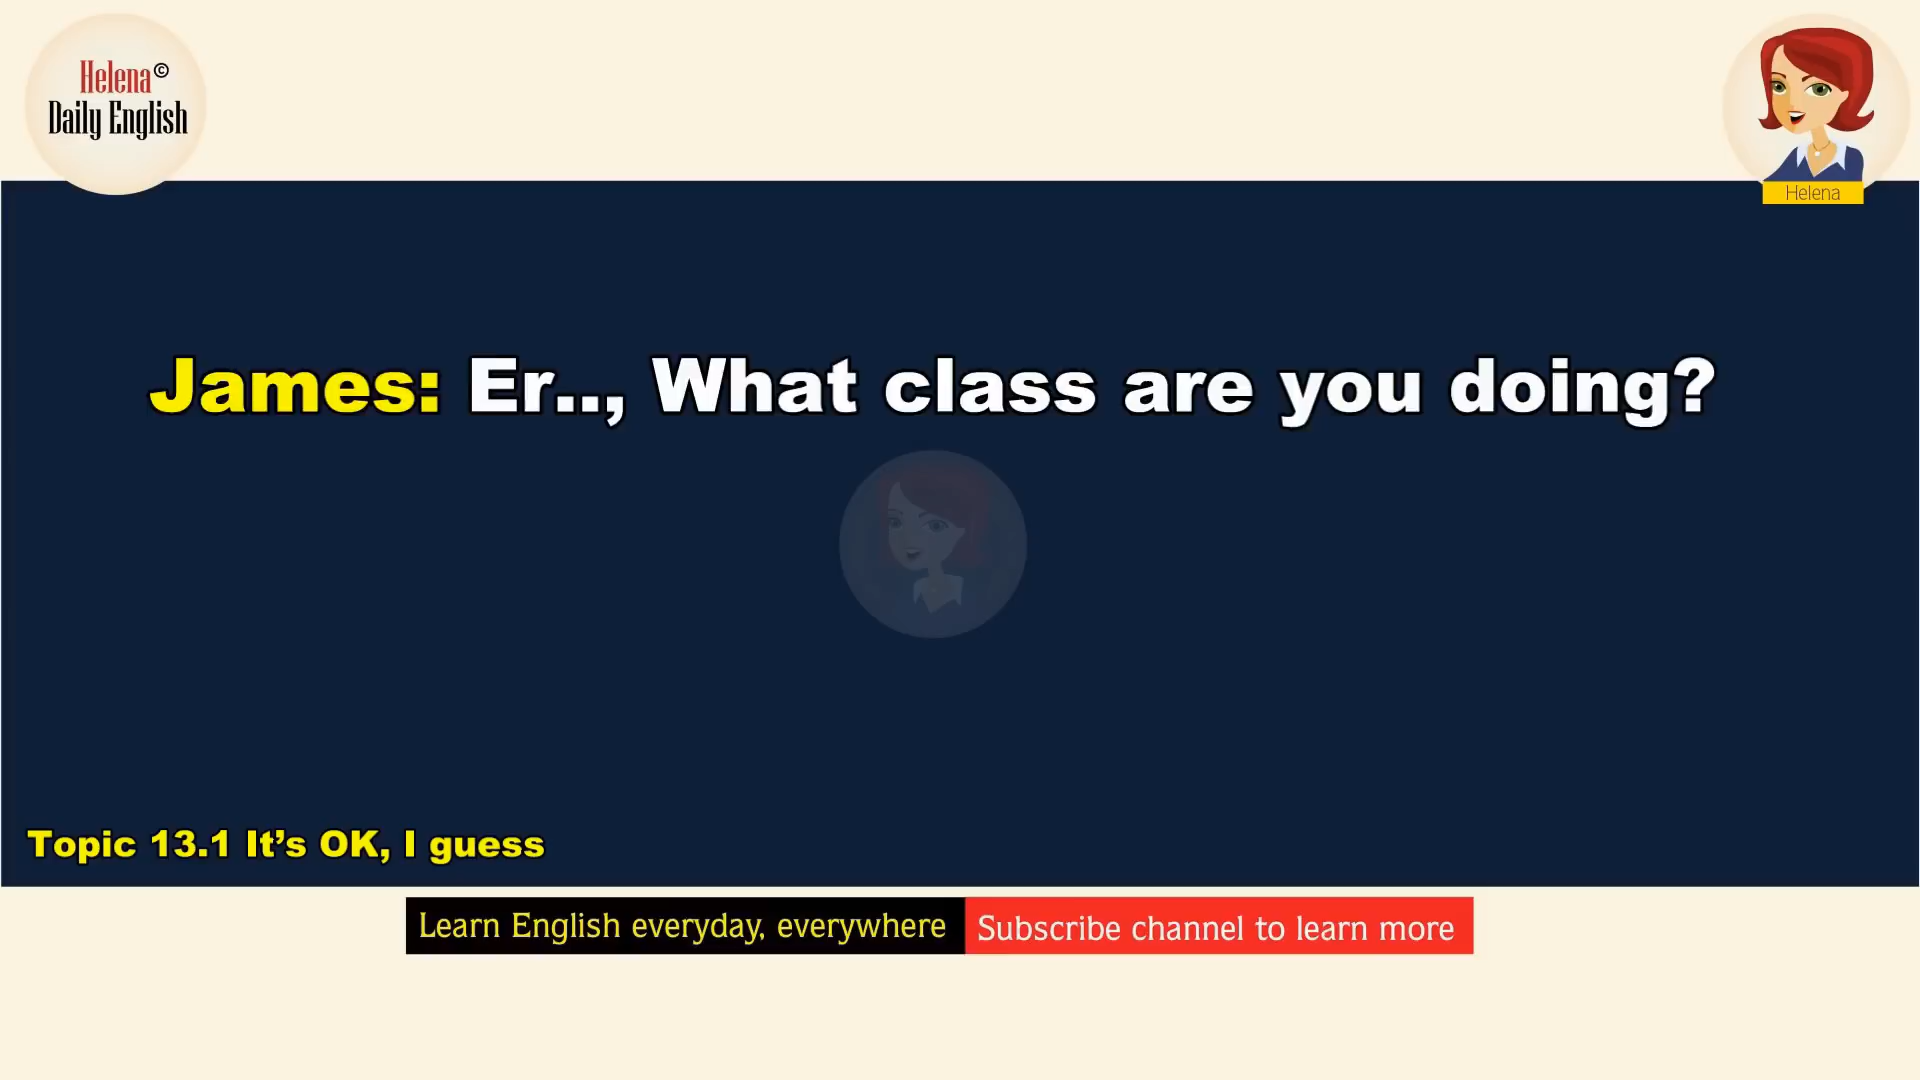 Helena©
Daily English
Helena
James: Er.., What class are you doing?
Topic 13.1 It’s OK, I guess
Learn English everyday, everywhere
Subscribe channel to learn more